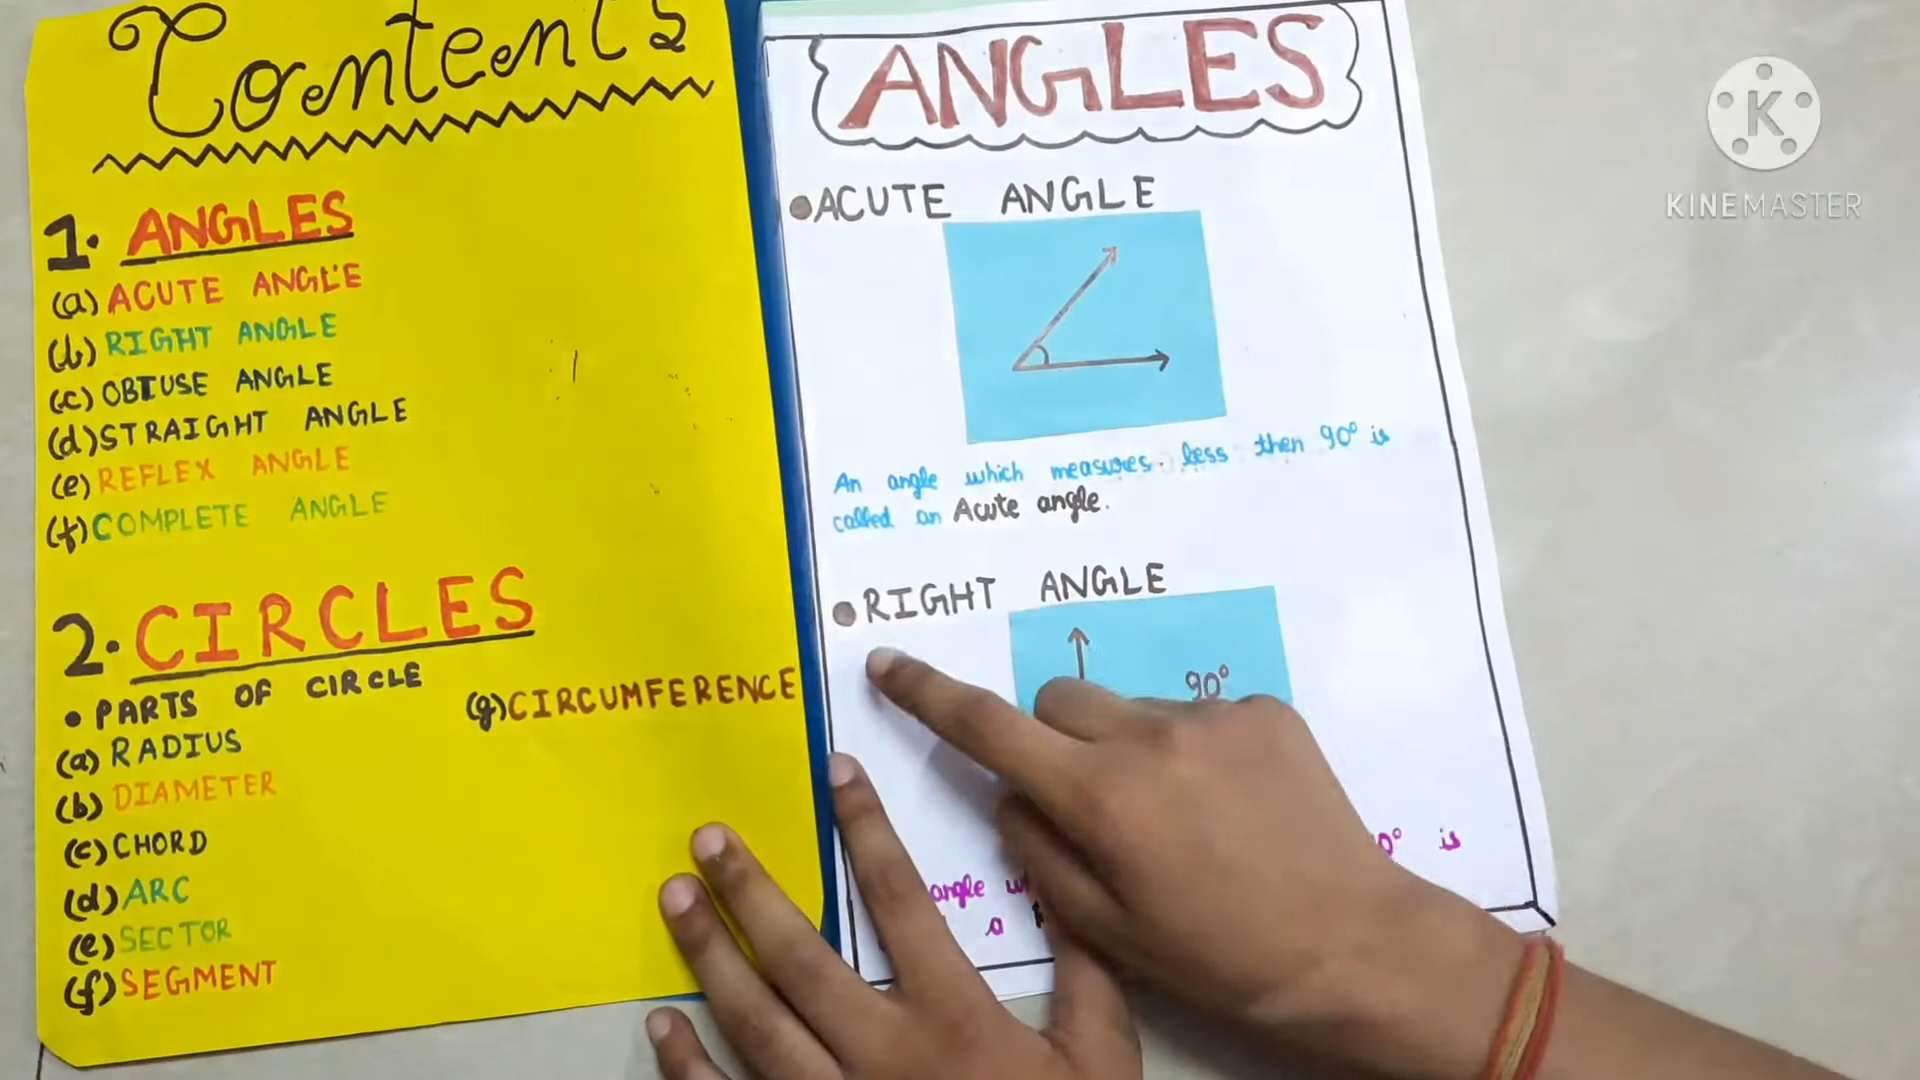 Contents
1. ANGLES
(a) ACUTE ANGLE
(b) RIGHT ANGLE
(c) OBTUSE ANGLE
(d) STRAIGHT ANGLE
(e) REFLEX ANGLE
(f) COMPLETE ANGLE
2. CIRCLES
• PARTS OF CIRCLE
(a) RADIUS
(b) DIAMETER
(c) CHORD
(d) ARC
(e) SECTOR
(f) SEGMENT
(g) CIRCUMFERENCE
ANGLES
• ACUTE ANGLE
An angle which measures less then 90° is
called an Acute angle.
• RIGHT ANGLE
90°
angle is
a
K
KINEMASTER